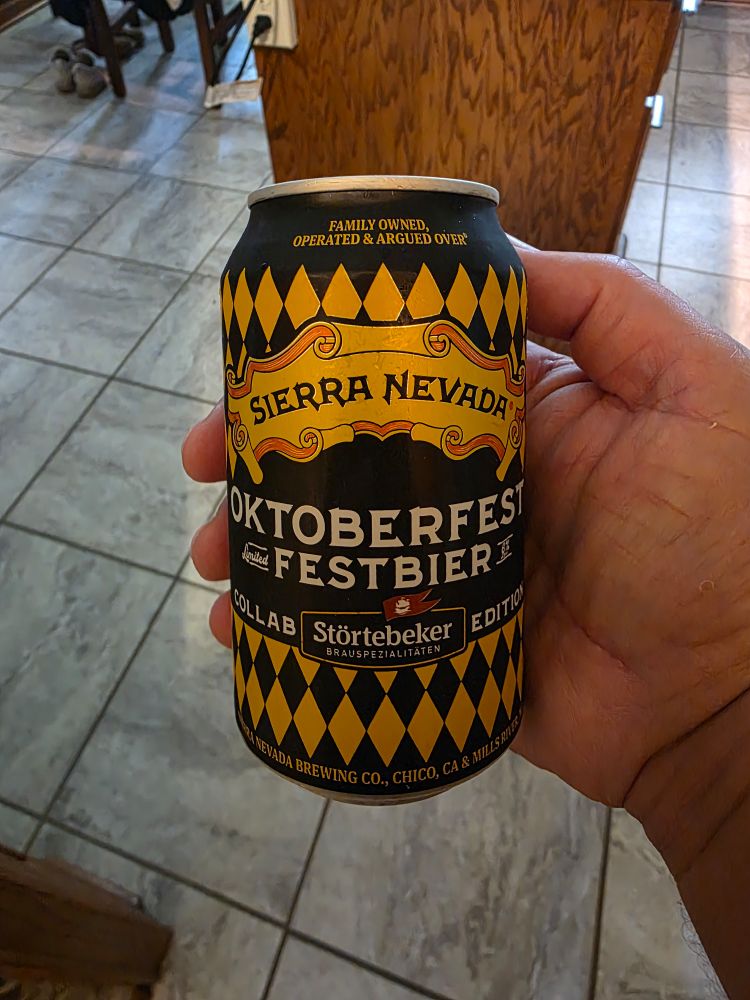 FAMILY OWNED,
OPERATED & ARGUED OVER®
SIERRA NEVADA
OKTOBERFEST
Limited FESTBIER
COLLAB Störtebeker EDITION
BRAUSPEZIALITÄTEN
NEVADA BREWING CO., CHICO, CA & MILLS RIVER,